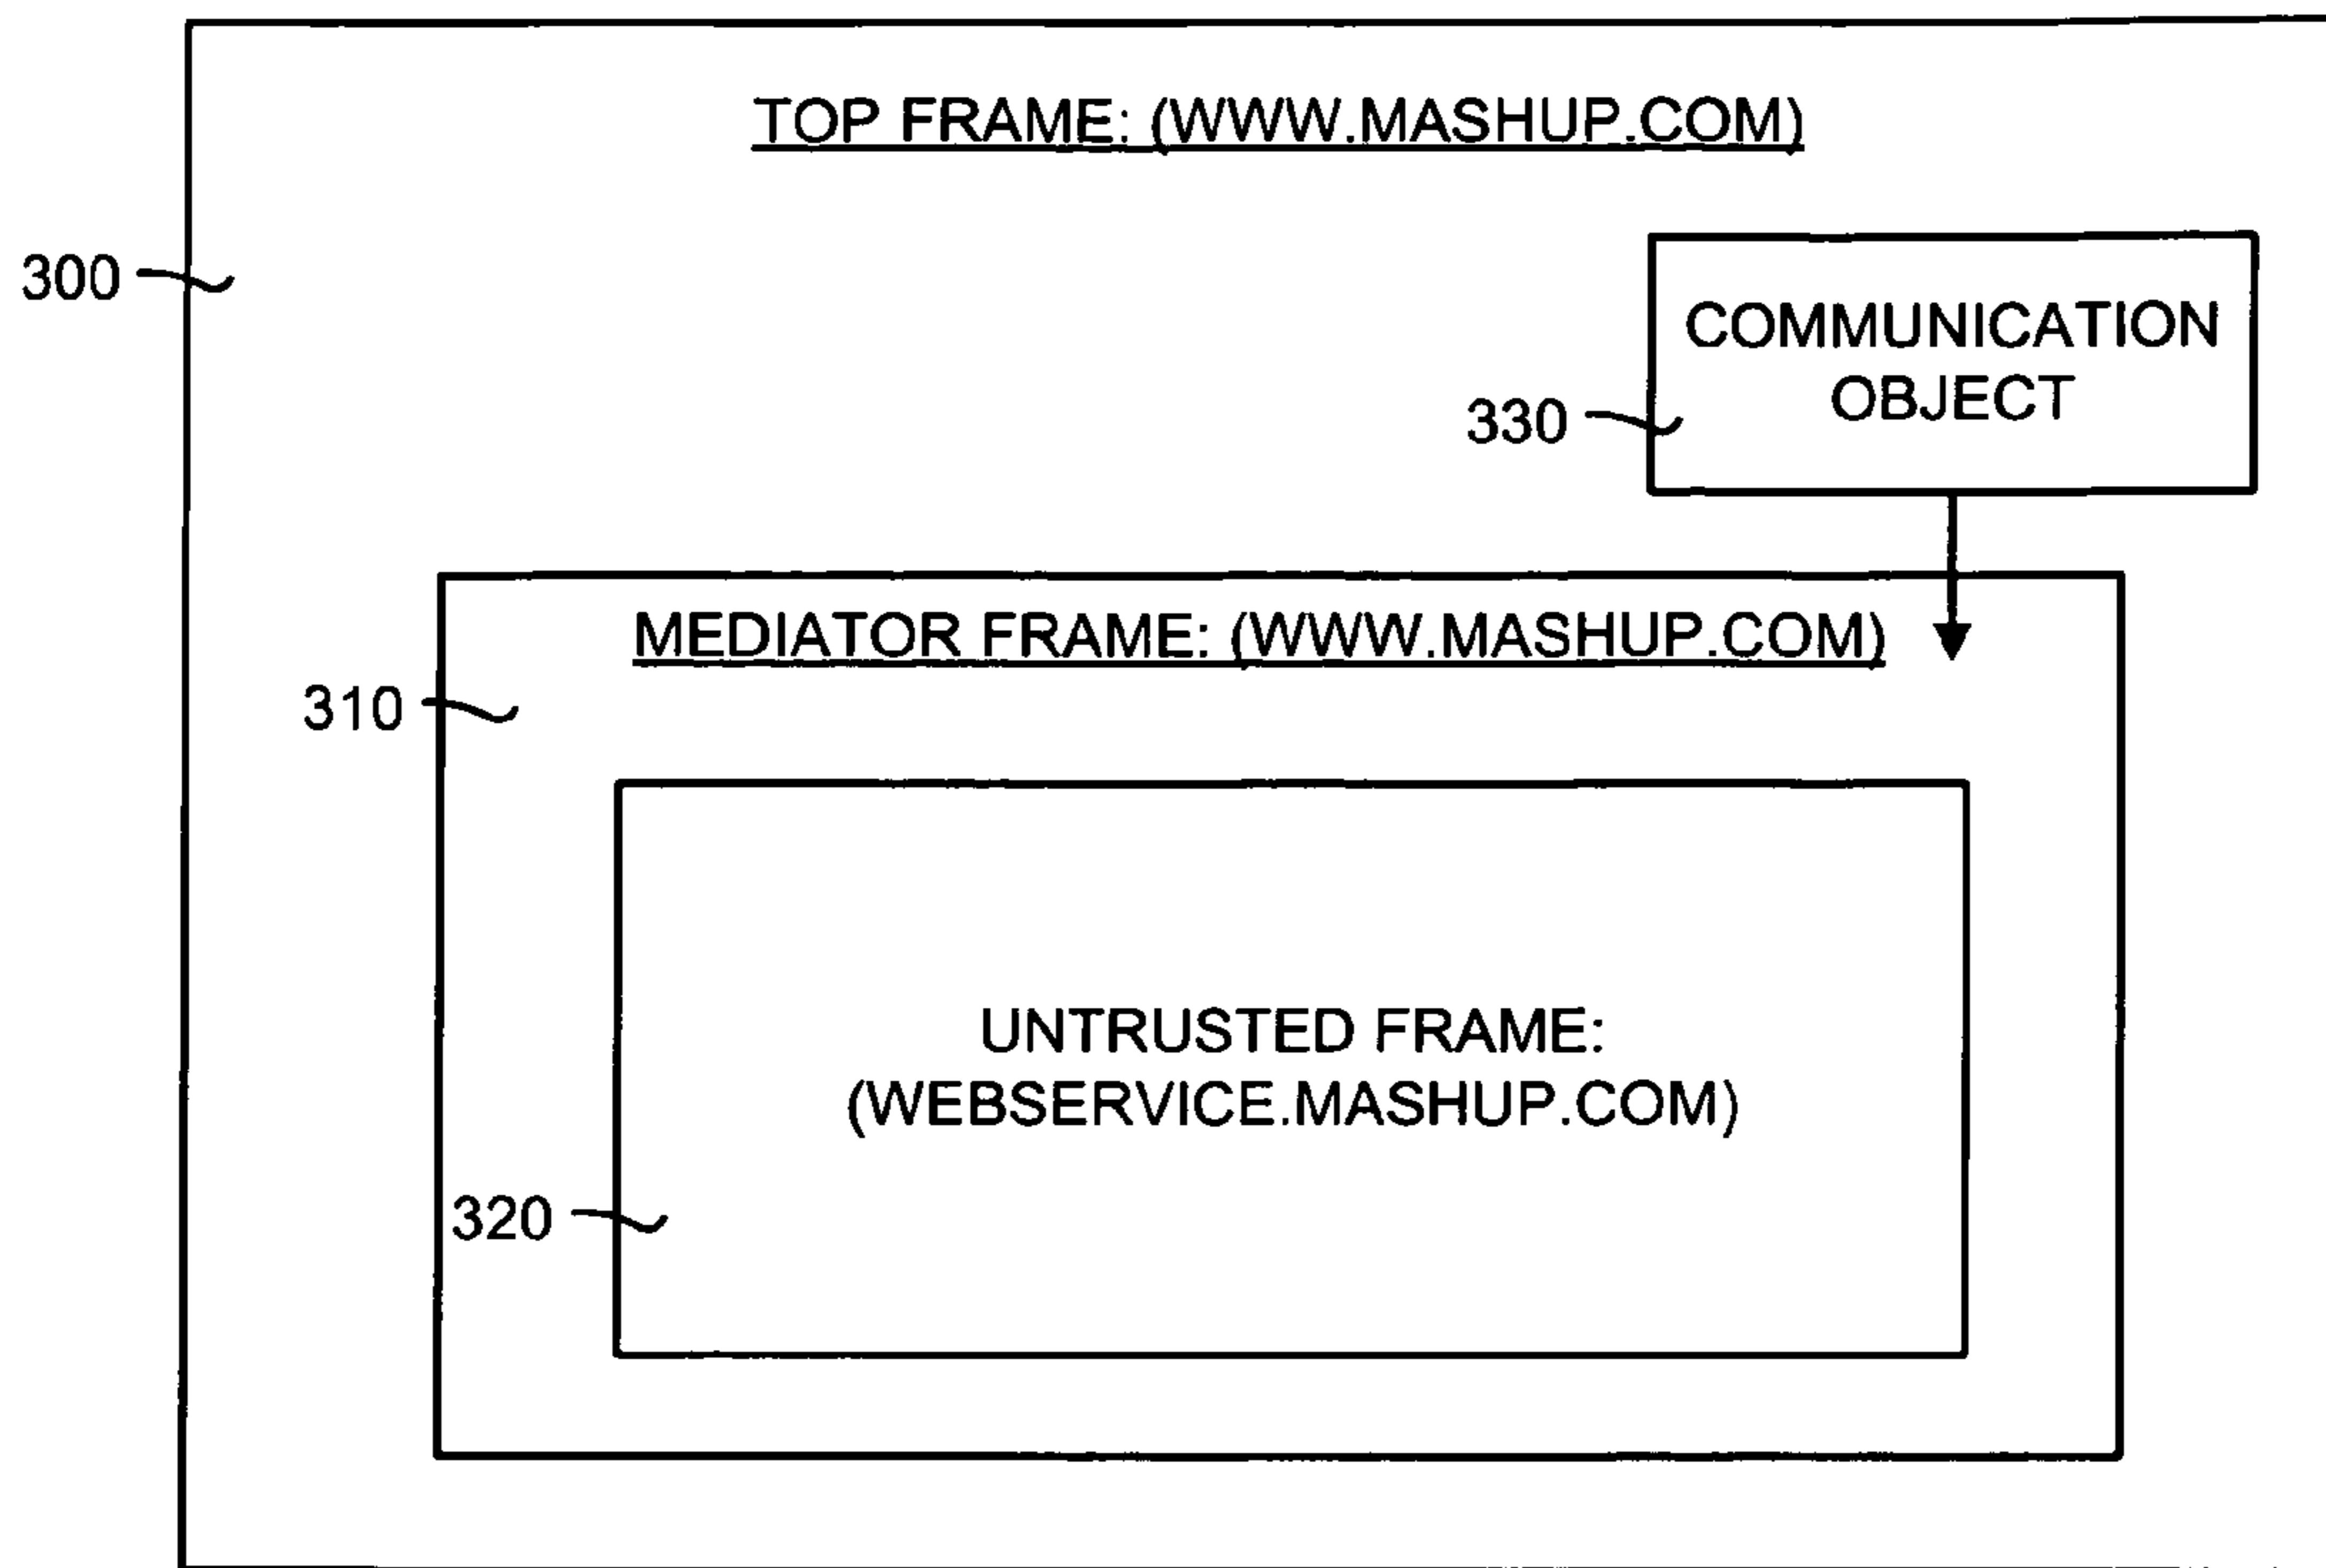 TOP FRAME: (WWW.MASHUP.COM)
300
COMMUNICATION
OBJECT
330
MEDIATOR FRAME: (WWW.MASHUP.COM)
310
UNTRUSTED FRAME:
(WEBSERVICE.MASHUP.COM)
320